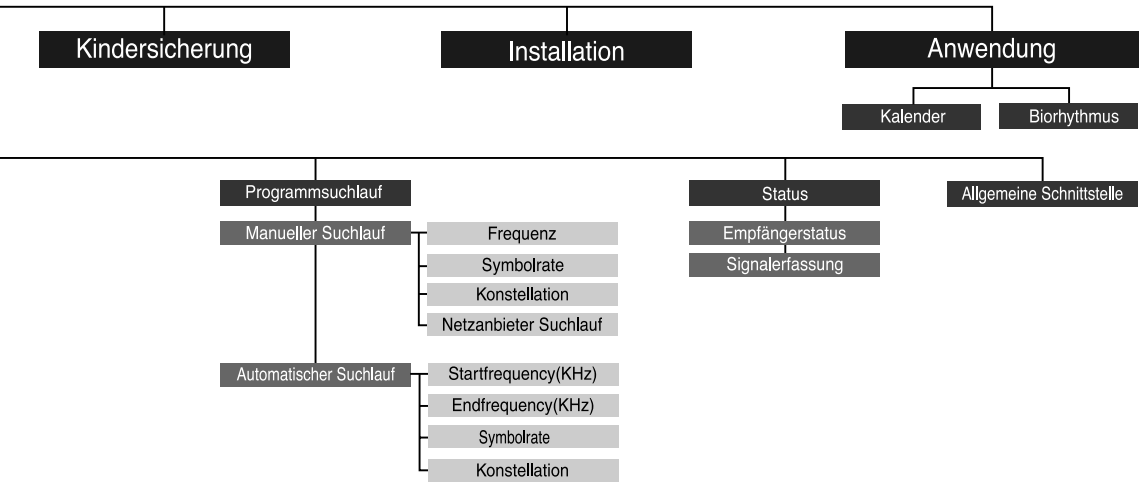 Kindersicherung
Installation
Anwendung
Kalender
Biorhythmus
Programmsuchlauf
Status
Allgemeine Schnittstelle
Manueller Suchlauf
Frequenz
Empfängerstatus
Symbolrate
Signalerfassung
Konstellation
Netzanbieter Suchlauf
Automatischer Suchlauf
Startfrequency(KHz)
Endfrequency(KHz)
Symbolrate
Konstellation